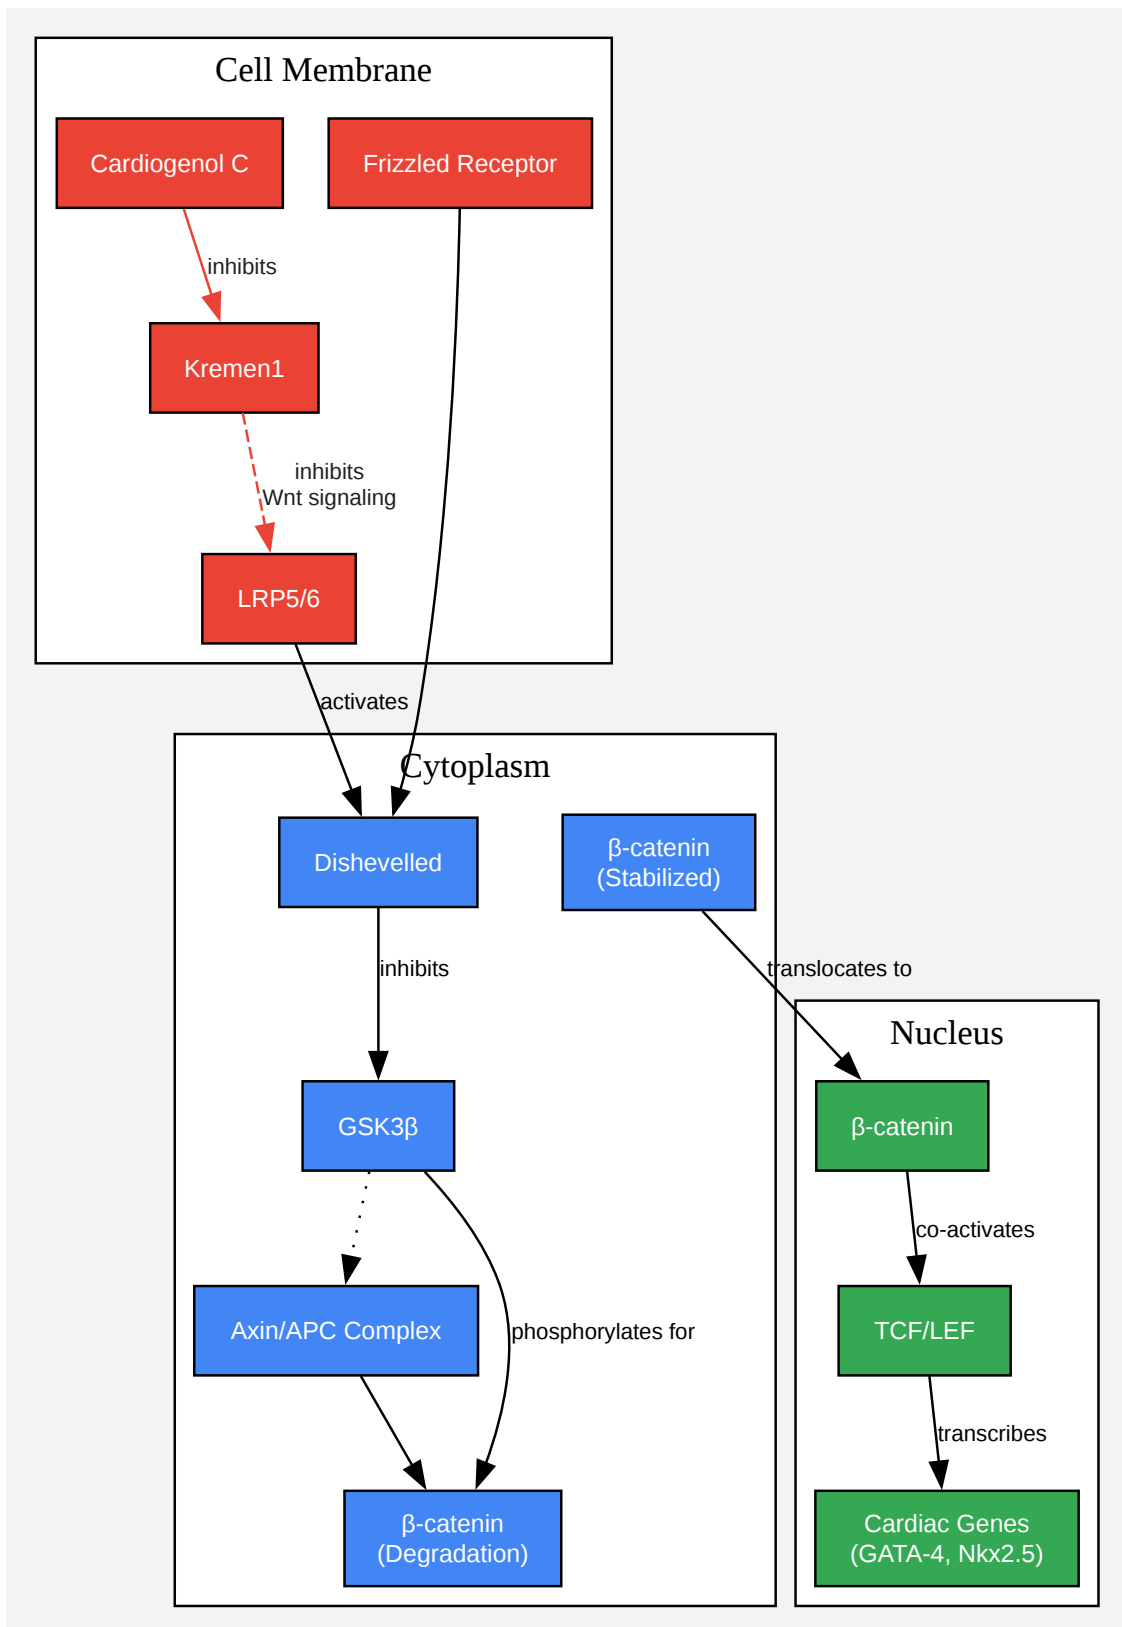 Cell Membrane
Cardiogenol C
Frizzled Receptor
inhibits
Kremen1
inhibits
Wnt signaling
LRP5/6
activates
Cytoplasm
Dishevelled
β-catenin
(Stabilized)
inhibits
translocates to
Nucleus
GSK3β
β-catenin
co-activates
Axin/APC Complex
phosphorylates for
TCF/LEF
transcribes
β-catenin
(Degradation)
Cardiac Genes
(GATA-4, Nkx2.5)